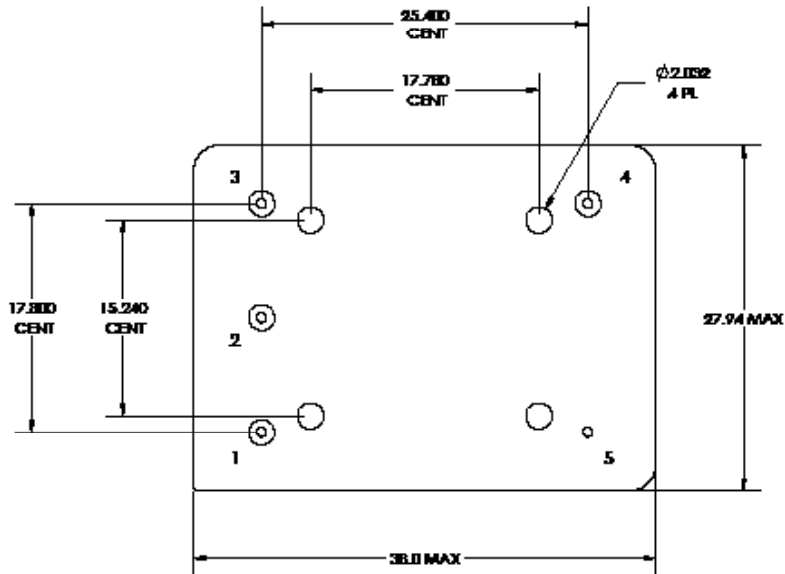 25.400
CENT
17.780
CENT
ϕ2.032
4 PL
3
4
17.800
CENT
15.240
CENT
2
27.94 MAX
1
5
38.0 MAX